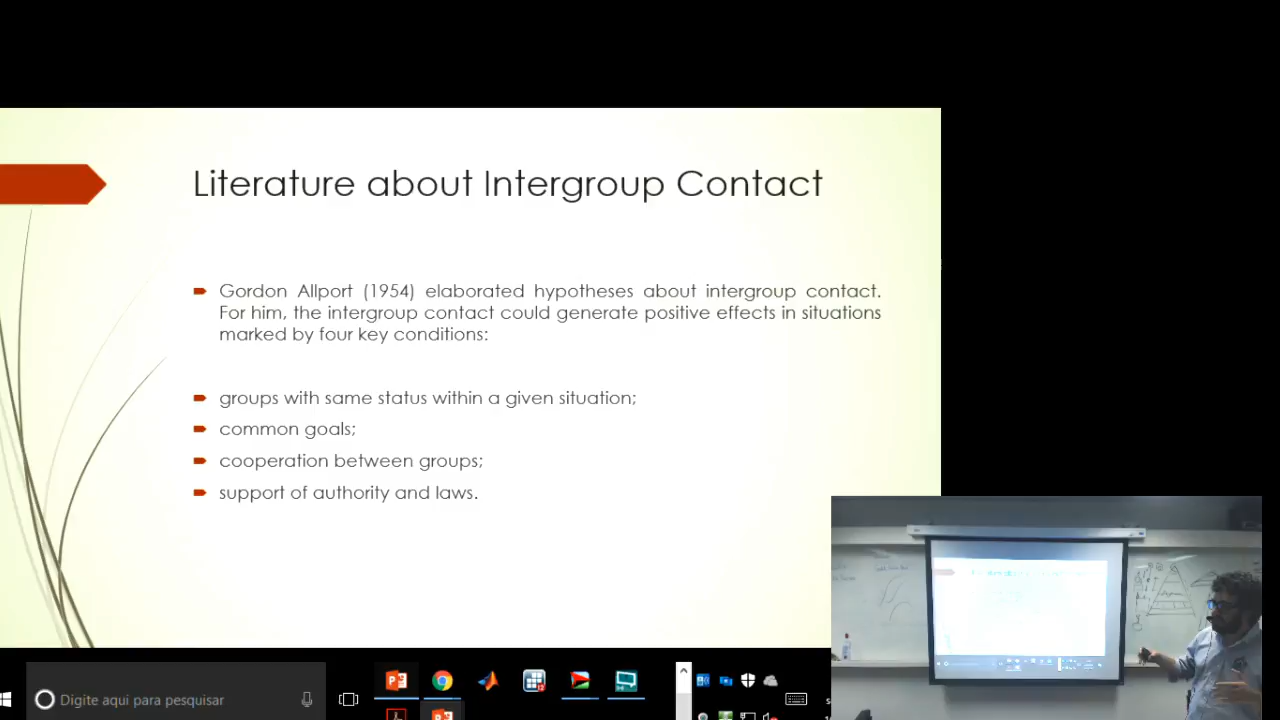 Literature about Intergroup Contact
Gordon Allport (1954) elaborated hypotheses about intergroup contact.
For him, the intergroup contact could generate positive effects in situations
marked by four key conditions:
groups with same status within a given situation;
common goals;
cooperation between groups;
support of authority and laws.
Digite aqui para pesquisar